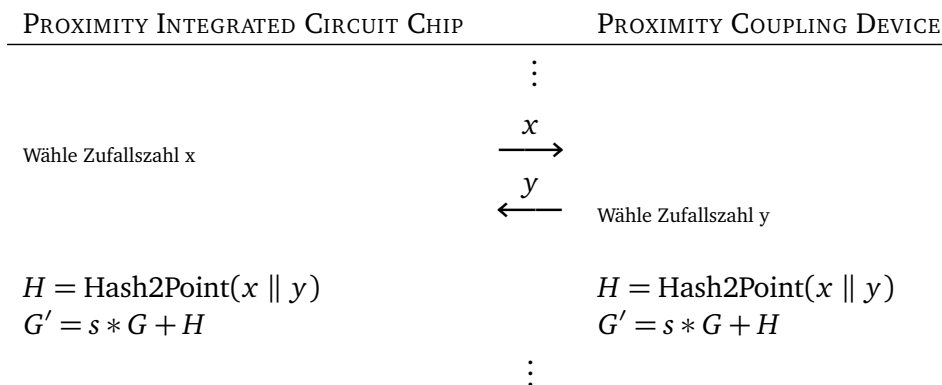 PROXIMITY INTEGRATED CIRCUIT CHIP PROXIMITY COUPLING DEVICE
⋮
x
Wähle Zufallszahl x ⟶
y
⟵ Wähle Zufallszahl y
H = Hash2Point(x ∥ y) H = Hash2Point(x ∥ y)
G′ = s ∗ G + H G′ = s ∗ G + H
⋮